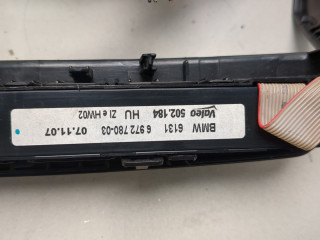 BMW 6131 6 972 780-03 07.11.07
Valeo 502.184 HU ZI e HW02